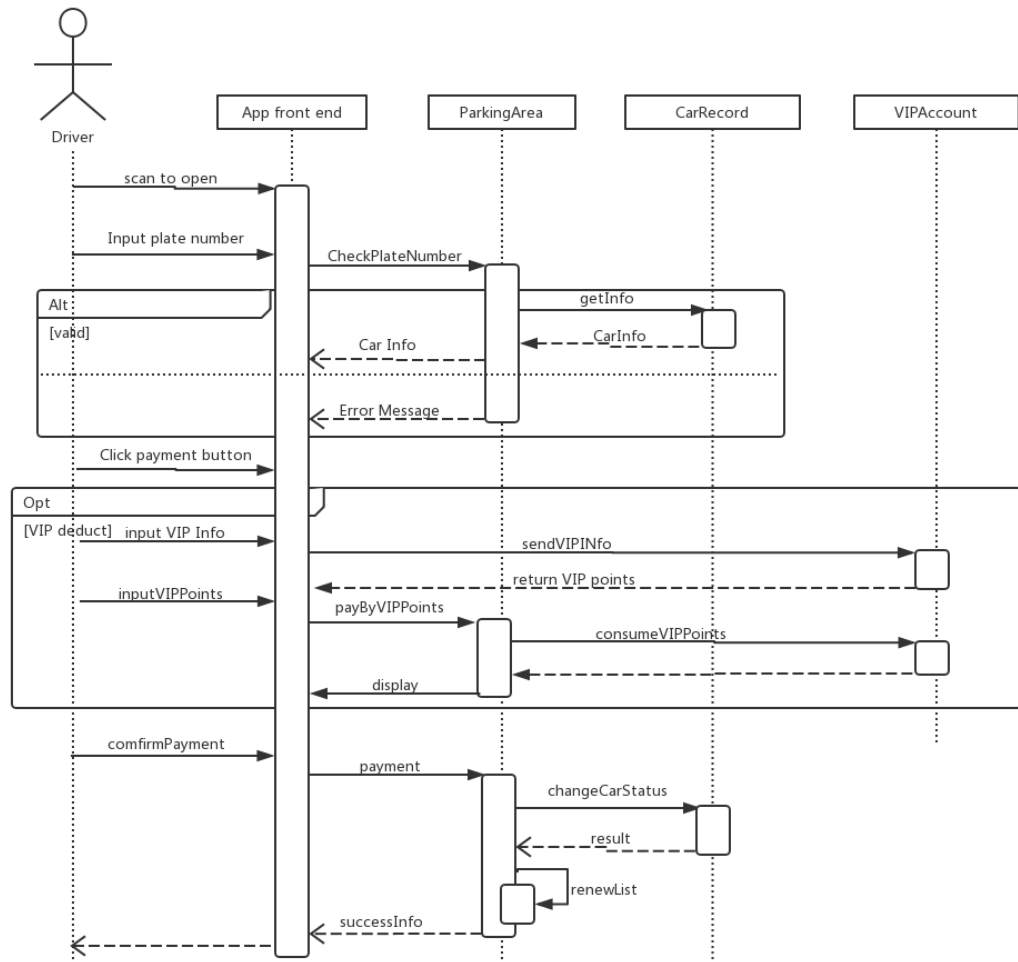 App front end
ParkingArea
CarRecord
VIPAccount
Driver
scan to open
Input plate number
CheckPlateNumber
Alt
getInfo
[valid]
CarInfo
Car Info
Error Message
Click payment button
Opt
[VIP deduct]
input VIP Info
sendVIPINfo
return VIP points
inputVIPPoints
payByVIPPoints
consumeVIPPoints
display
comfirmPayment
payment
changeCarStatus
result
renewList
successInfo